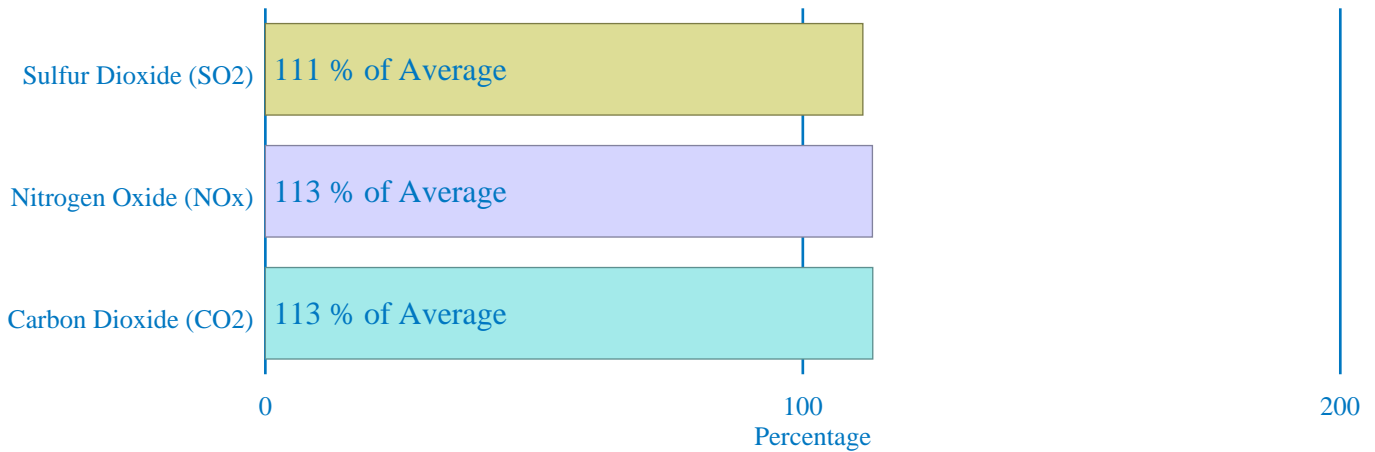 Sulfur Dioxide (SO2)
111 % of Average
Nitrogen Oxide (NOx)
113 % of Average
Carbon Dioxide (CO2)
113 % of Average
0
100
200
Percentage